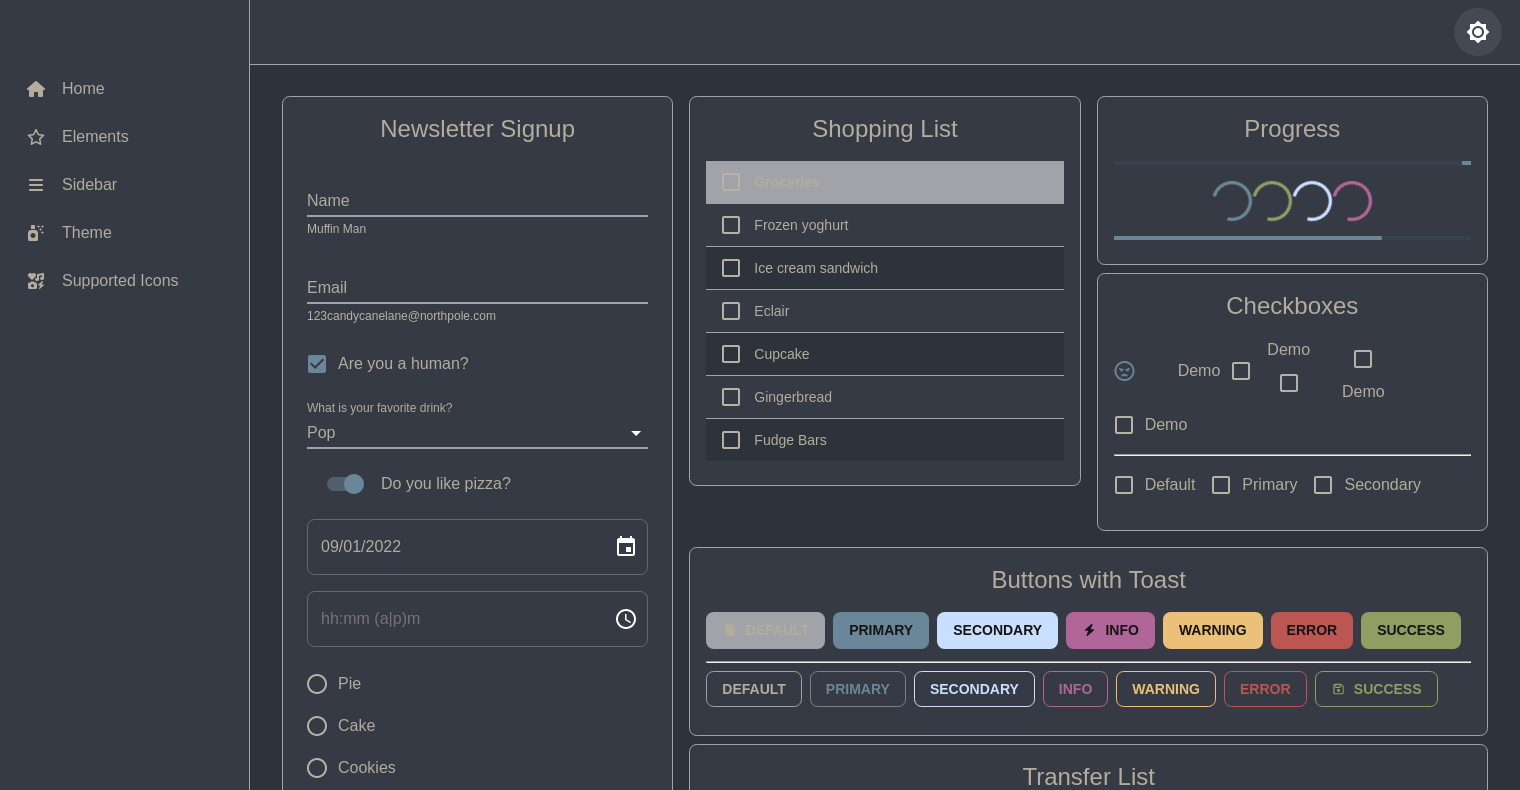 Home
Elements
Sidebar
Theme
Supported Icons
Newsletter Signup
Name
Muffin Man
Email
123candycanelane@northpole.com
Are you a human?
What is your favorite drink?
Pop
Do you like pizza?
09/01/2022
hh:mm (a|p)m
Pie
Cake
Cookies
Shopping List
Groceries
Frozen yoghurt
Ice cream sandwich
Eclair
Cupcake
Gingerbread
Fudge Bars
Progress
Checkboxes
Demo
Demo
Demo
Demo
Default Primary Secondary
Buttons with Toast
DEFAULT PRIMARY SECONDARY INFO WARNING ERROR SUCCESS
DEFAULT PRIMARY SECONDARY INFO WARNING ERROR SUCCESS
Transfer List